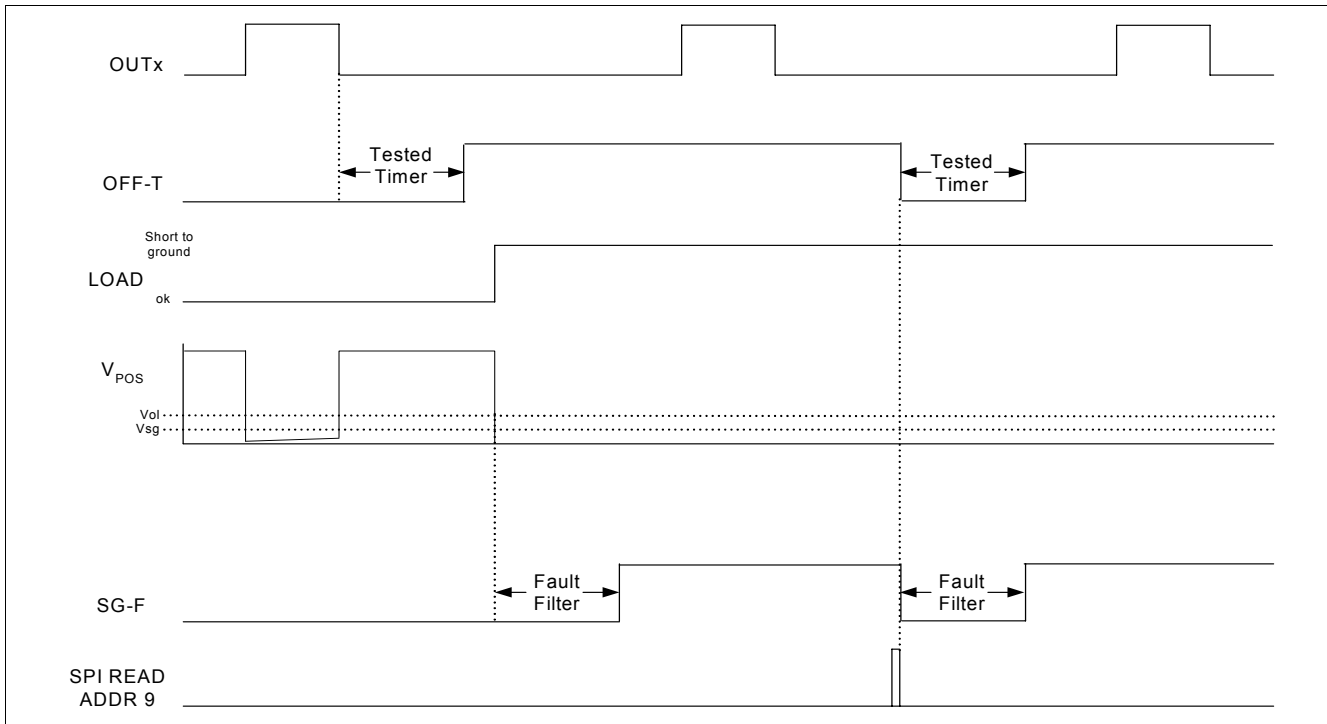 OUTx
Tested
Timer
Tested
Timer
OFF-T
Short to
ground
LOAD
ok
VPOS
Vol
Vsg
Fault
Filter
Fault
Filter
SG-F
SPI READ
ADDR 9